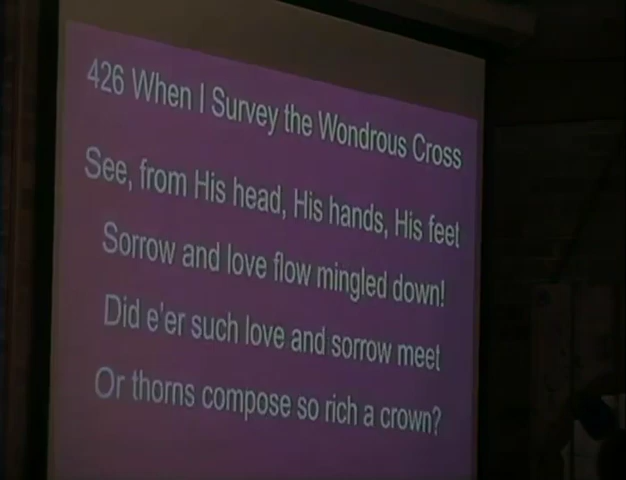 426 When I Survey the Wondrous Cross
See, from His head, His hands, His feet
Sorrow and love flow mingled down!
Did e'er such love and sorrow meet
Or thorns compose so rich a crown?